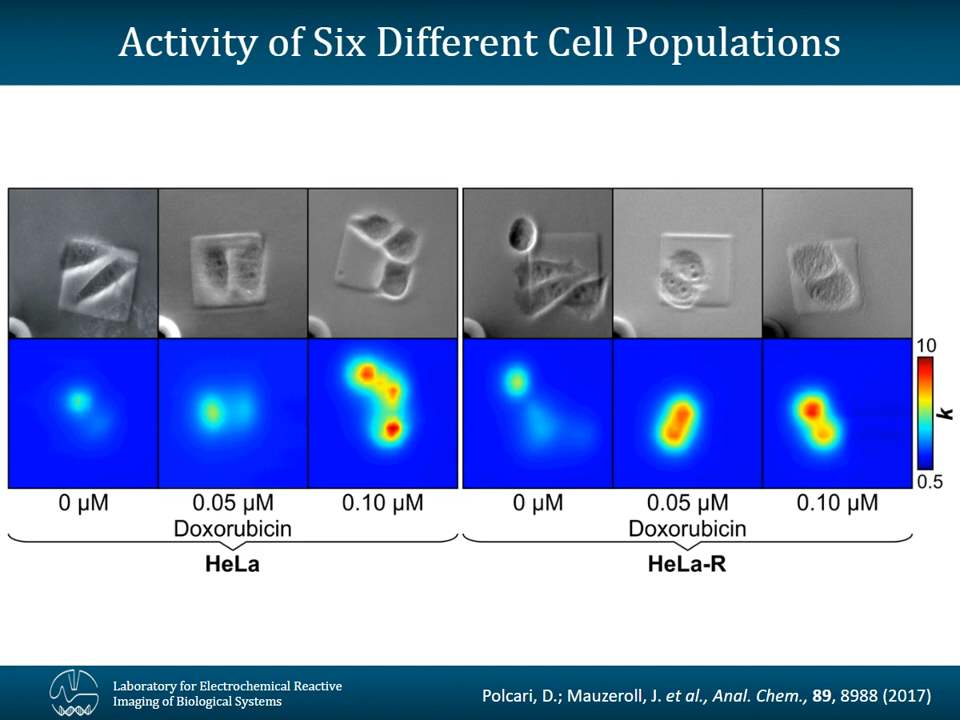 Activity of Six Different Cell Populations
10
k
0.5
0 µM
0.05 µM
0.10 µM
0 µM
0.05 µM
0.10 µM
Doxorubicin
Doxorubicin
HeLa
HeLa-R
Laboratory for Electrochemical Reactive
Imaging of Biological Systems
Polcari, D.; Mauzeroll, J. et al., Anal. Chem., 89, 8988 (2017)